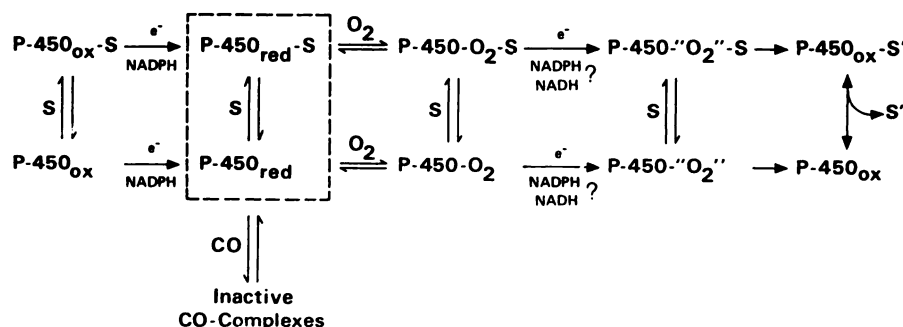 P-450ox-S e- NADPH P-450red-S O2 P-450-O2-S e- NADPH NADH ? P-450-"O2"-S P-450ox-S'
S S S S S'
P-450ox e- NADPH P-450red O2 P-450-O2 e- NADPH NADH ? P-450-"O2" P-450ox
CO
Inactive
CO-Complexes